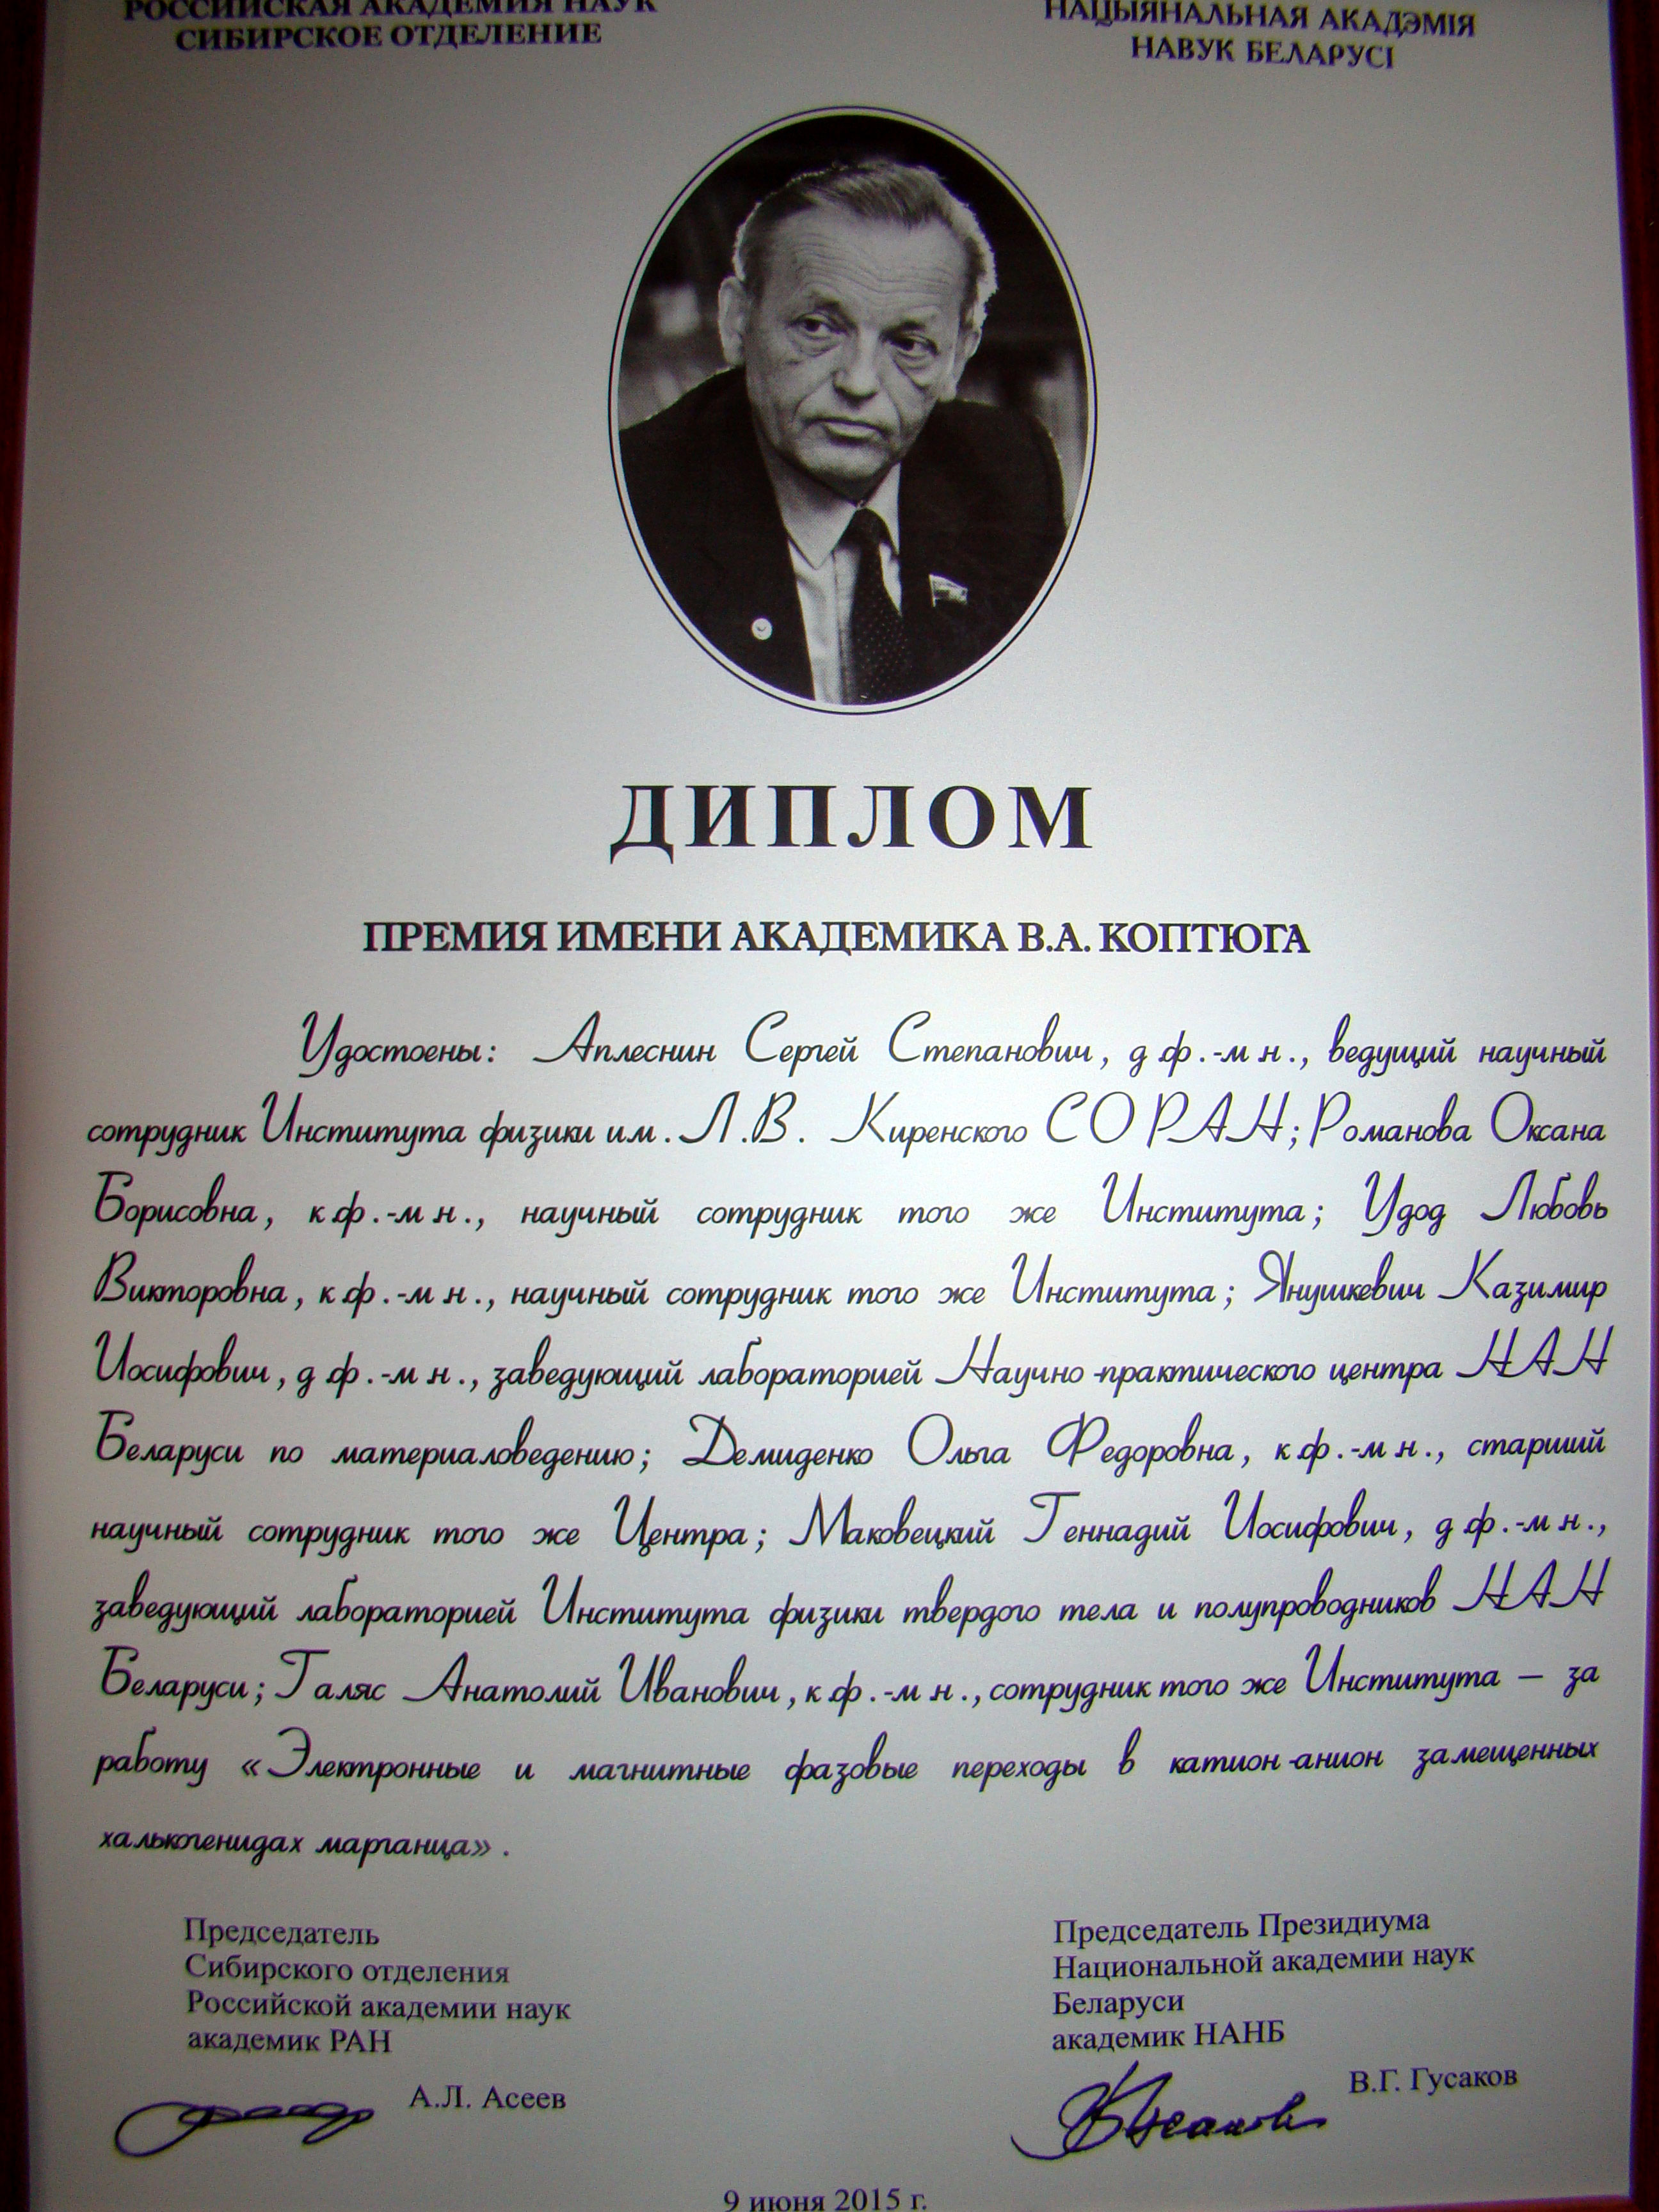 РОССИЙСКАЯ АКАДЕМИЯ НАУК
СИБИРСКОЕ ОТДЕЛЕНИЕ
НАЦЫЯНАЛЬНАЯ АКАДЭМІЯ
НАВУК БЕЛАРУСІ
ДИПЛОМ
ПРЕМИЯ ИМЕНИ АКАДЕМИКА В.А. КОПТЮГА
Удостоены: Аплеснин Сергей Степанович, д.ф.-м.н., ведущий научный
сотрудник Института физики им. Л.В. Киренского СО РАН; Романова Оксана
Борисовна, к.ф.-м.н., научный сотрудник того же Института; Удод Любовь
Викторовна, к.ф.-м.н., научный сотрудник того же Института; Янушкевич Казимир
Иосифович, д.ф.-м.н., заведующий лабораторией Научно-практического центра НАН
Беларуси по материаловедению; Демиденко Ольга Федоровна, к.ф.-м.н., старший
научный сотрудник того же Центра; Маковецкий Геннадий Иосифович, д.ф.-м.н.,
заведующий лабораторией Института физики твердого тела и полупроводников НАН
Беларуси; Галяс Анатолий Иванович, к.ф.-м.н., сотрудник того же Института – за
работу «Электронные и магнитные фазовые переходы в катион-анион замещенных
халькогенидах марганца».
Председатель
Сибирского отделения
Российской академии наук
академик РАН
А.Л. Асеев
Председатель Президиума
Национальной академии наук
Беларуси
академик НАНБ
В.Г. Гусаков
9 июня 2015 г.